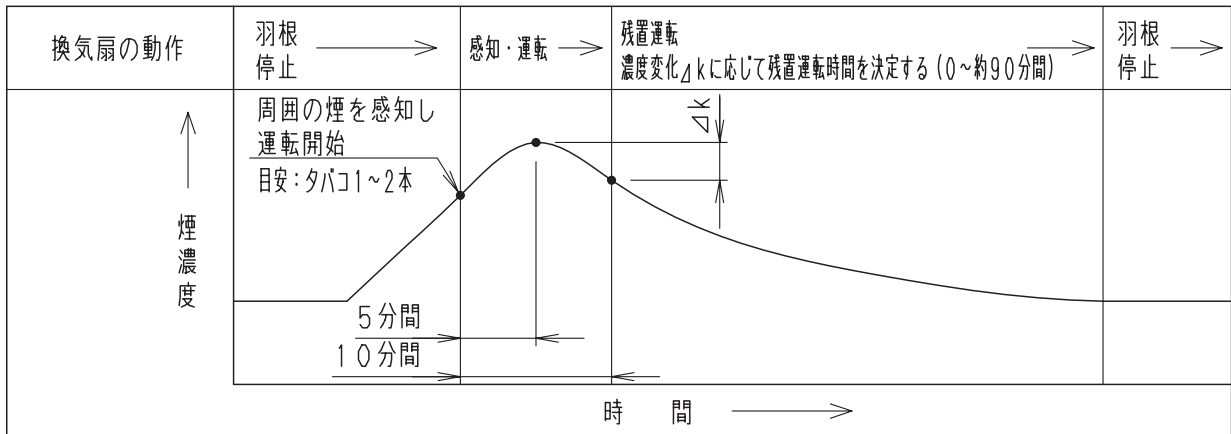 換気扇の動作
羽根
停止
感知・運転
残置運転
濃度変化⊿kに応じて残置運転時間を決定する（0～約90分間）
羽根
停止
周囲の煙を感知し
運転開始
目安：タバコ1～2本
⊿k
煙濃度
5分間
10分間
時　間